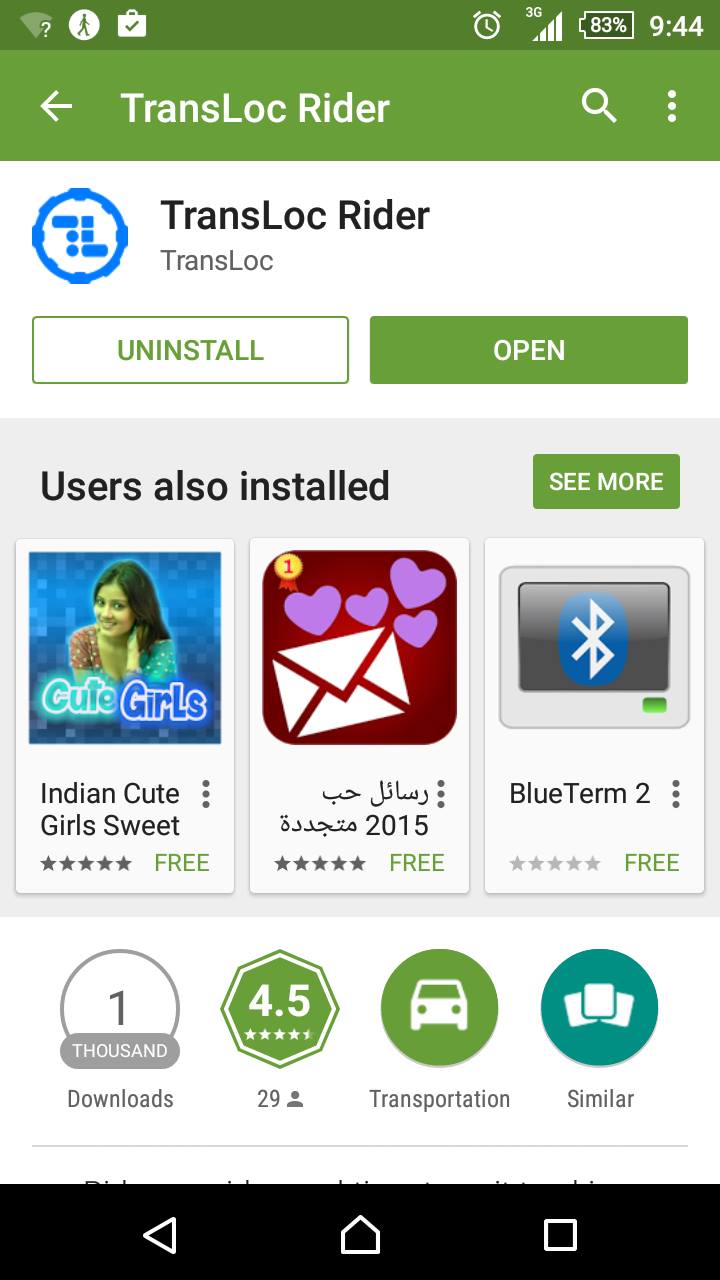 3G
83%
9:44
TransLoc Rider
TransLoc Rider
TransLoc
UNINSTALL
OPEN
Users also installed
SEE MORE
Cute Girls
1
Indian Cute
Girls Sweet
FREE
رسائل حب
متجددة 2015
FREE
BlueTerm 2
FREE
1
THOUSAND
Downloads
4.5
29
Transportation
Similar